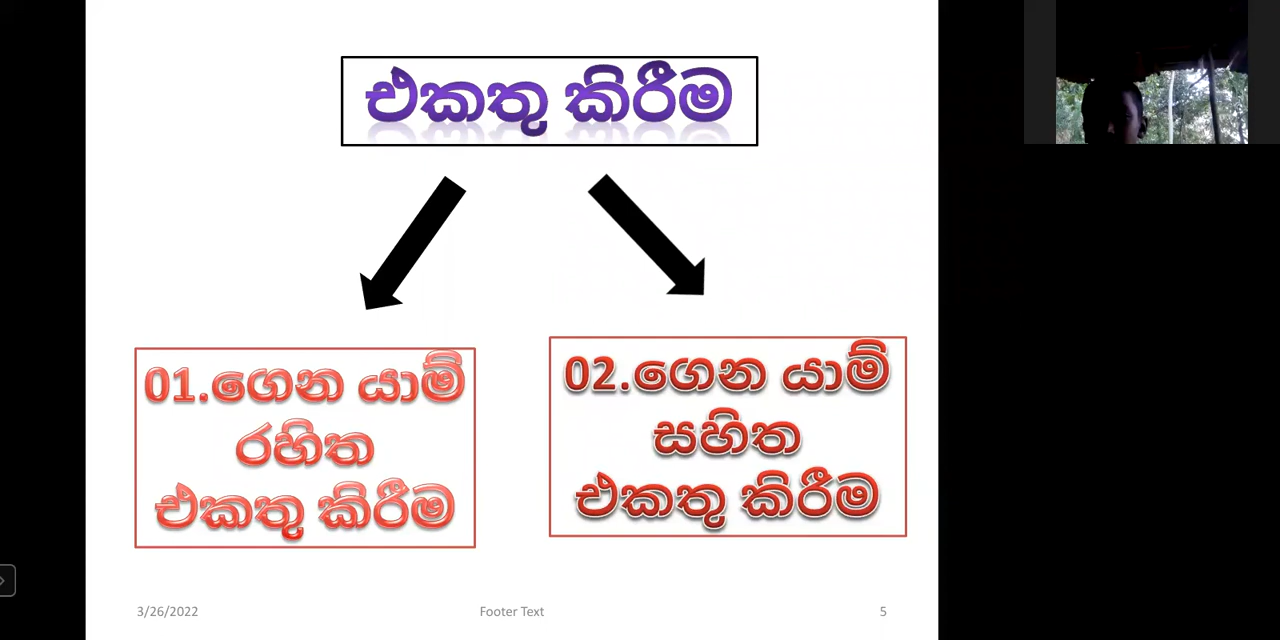 එකතු කිරීම
01.ගෙන යාම්
රහිත
එකතු කිරීම
02.ගෙන යාම්
සහිත
එකතු කිරීම
3/26/2022
Footer Text
5